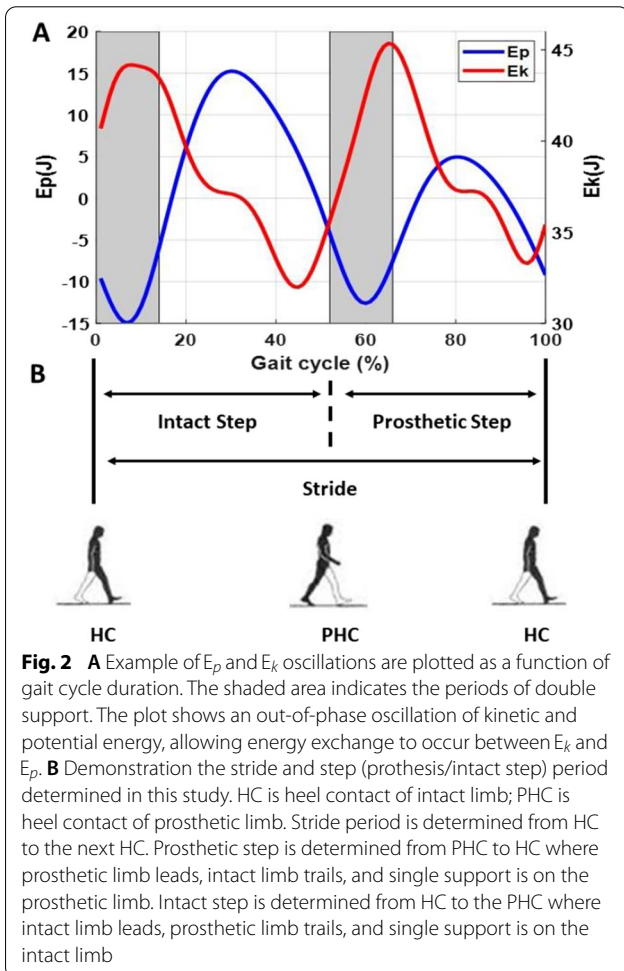 A
Ep
Ek
20
15
10
5
0
-5
-10
-15
Ep(J)
45
40
35
30
Ek(J)
0
20
40
60
80
100
Gait cycle (%)
B
Intact Step
Prosthetic Step
Stride
HC
PHC
HC
Fig. 2 A Example of Ep and Ek oscillations are plotted as a function of
gait cycle duration. The shaded area indicates the periods of double
support. The plot shows an out-of-phase oscillation of kinetic and
potential energy, allowing energy exchange to occur between Ek and
Ep. B Demonstration the stride and step (prothesis/intact step) period
determined in this study. HC is heel contact of intact limb; PHC is
heel contact of prosthetic limb. Stride period is determined from HC
to the next HC. Prosthetic step is determined from PHC to HC where
prosthetic limb leads, intact limb trails, and single support is on the
prosthetic limb. Intact step is determined from HC to the PHC where
intact limb leads, prosthetic limb trails, and single support is on the
intact limb